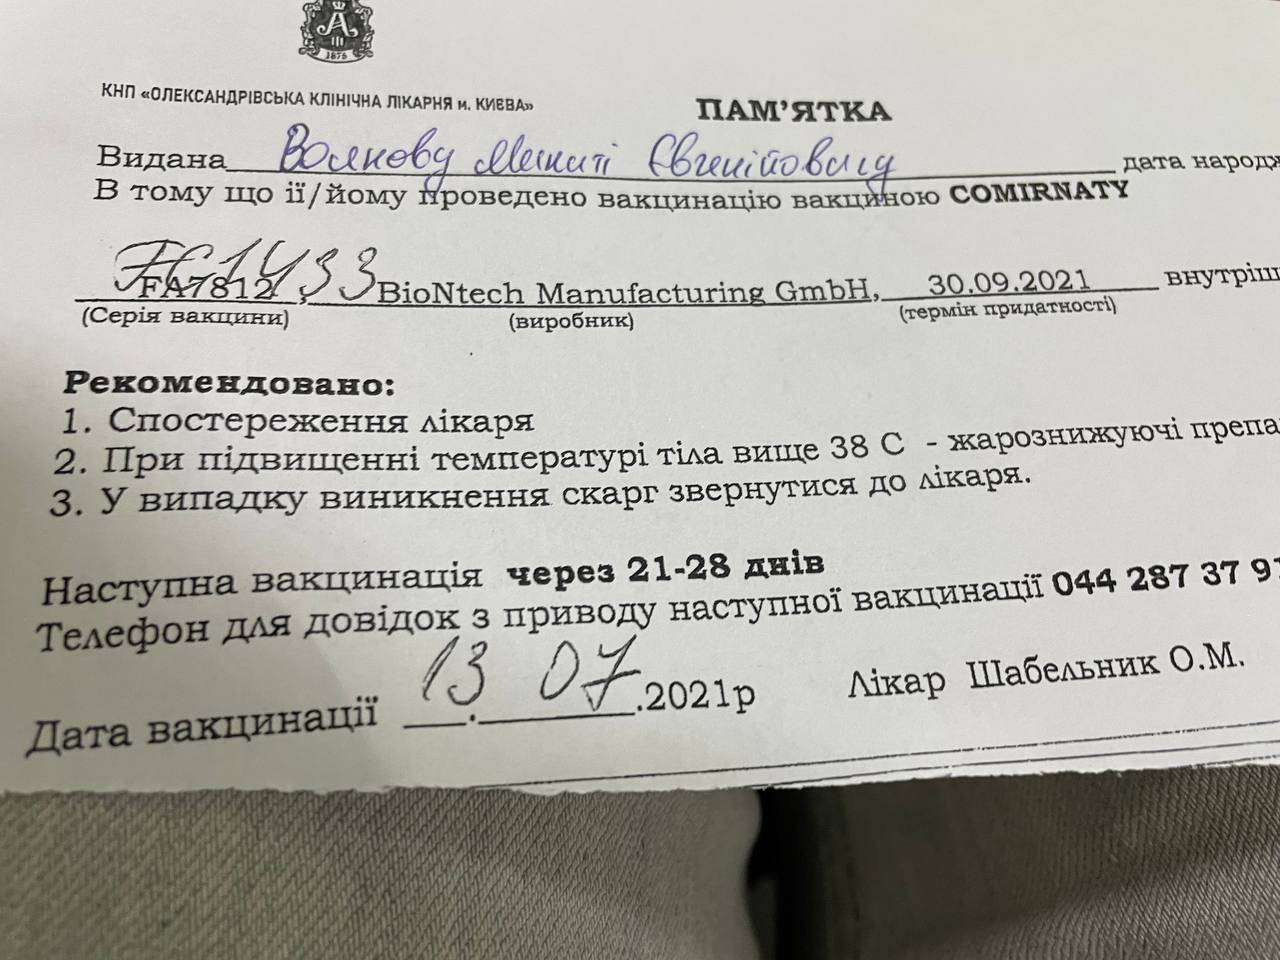 А
III
1875
КНП «ОЛЕКСАНДРІВСЬКА КЛІНІЧНА ЛІКАРНЯ м. КИЄВА»
ПАМ'ЯТКА
Видана Волкову Микиті Євгенійовичу дата народж
В тому що її/йому проведено вакцинацію вакциною COMIRNATY
FC1433
FA7812, BioNtech Manufacturing GmbH, 30.09.2021 внутріш
(Серія вакцини) (виробник) (термін придатності)
Рекомендовано:
1. Спостереження лікаря
2. При підвищенні температурі тіла вище 38 С - жарознижуючі препа
3. У випадку виникнення скарг звернутися до лікаря.
Наступна вакцинація через 21-28 днів
Телефон для довідок з приводу наступної вакцинації 044 287 37 91
Дата вакцинації 13.07.2021р Лікар Шабельник О.М.